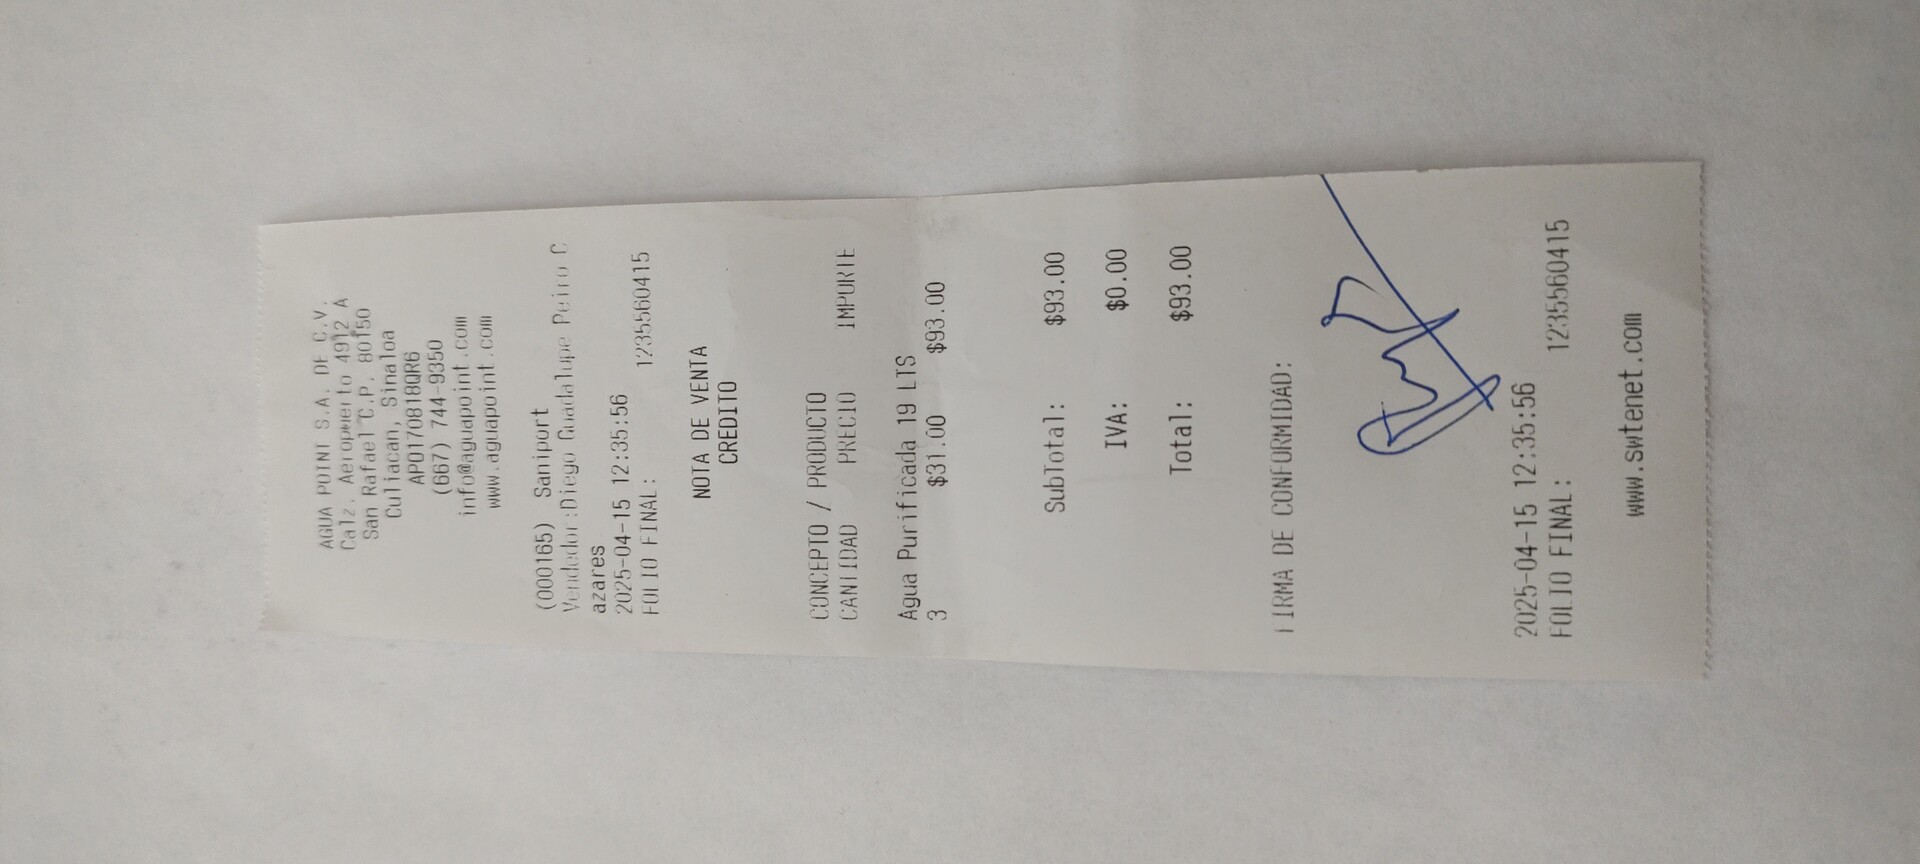 AGUA POINT S.A. DE C.V.
Calz. Aeropuerto 4912 A
San Rafael C.P. 80150
Culiacan, Sinaloa
APO170818QR6
(667) 744-9350
info@aguapoint.com
www.aguapoint.com
(000165) Saniport
Vendedor:Diego Guadalupe Peiro C
azares
2025-04-15 12:35:56
FOLIO FINAL: 1235560415
NOTA DE VENTA
CREDITO
CONCEPTO / PRODUCTO
CANTIDAD PRECIO IMPORTE
Agua Purificada 19 LTS
3 $31.00 $93.00
SubTotal: $93.00
IVA: $0.00
Total: $93.00
FIRMA DE CONFORMIDAD:
2025-04-15 12:35:56
FOLIO FINAL: 1235560415
www.swtenet.com